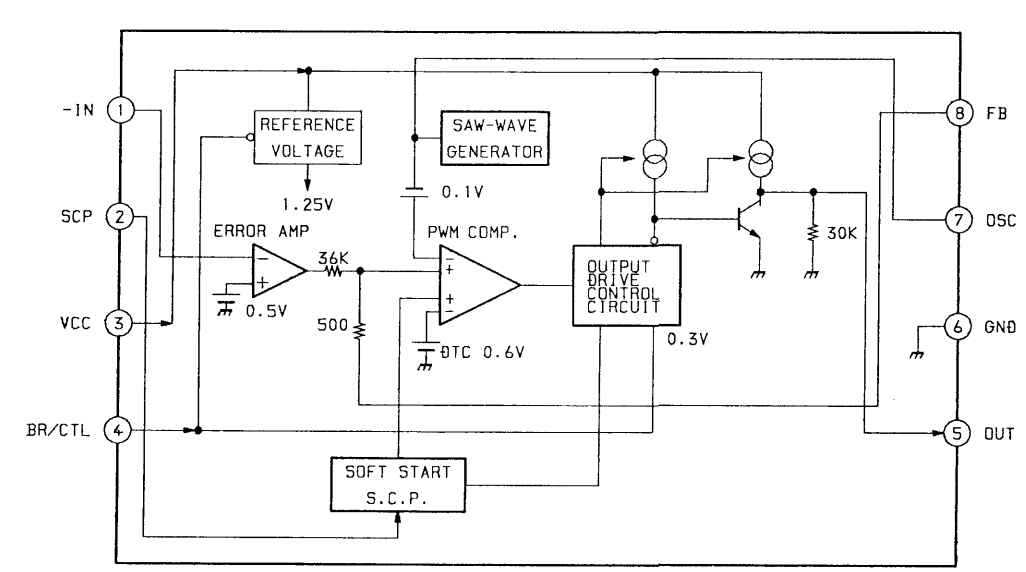 -IN 1
REFERENCE
VOLTAGE
1.25V
SAW-WAVE
GENERATOR
0.1V
8 FB
SCP 2
ERROR AMP
PWM COMP.
7 OSC
30K
36K
-
+
0.5V
500
-
+
+
-
DTC 0.6V
OUTPUT
DRIVE
CONTROL
CIRCUIT
0.3V
VCC 3
6 GND
BR/CTL 4
5 OUT
SOFT START
S.C.P.